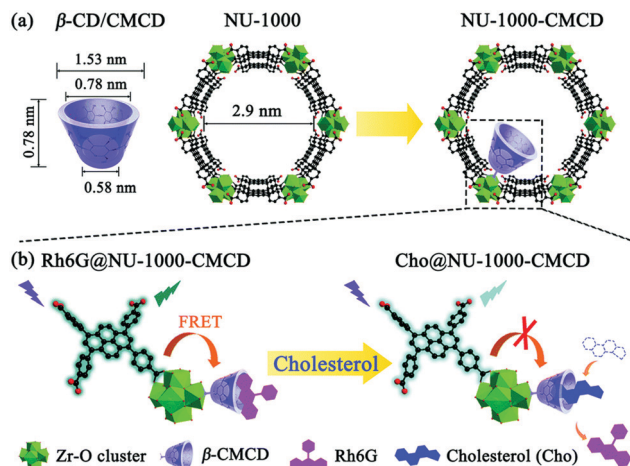 (a) β-CD/CMCD NU-1000 NU-1000-CMCD
1.53 nm
0.78 nm
0.78 nm
2.9 nm
0.58 nm
(b) Rh6G@NU-1000-CMCD Cho@NU-1000-CMCD
FRET
Cholesterol
Zr-O cluster β-CMCD Rh6G Cholesterol (Cho)